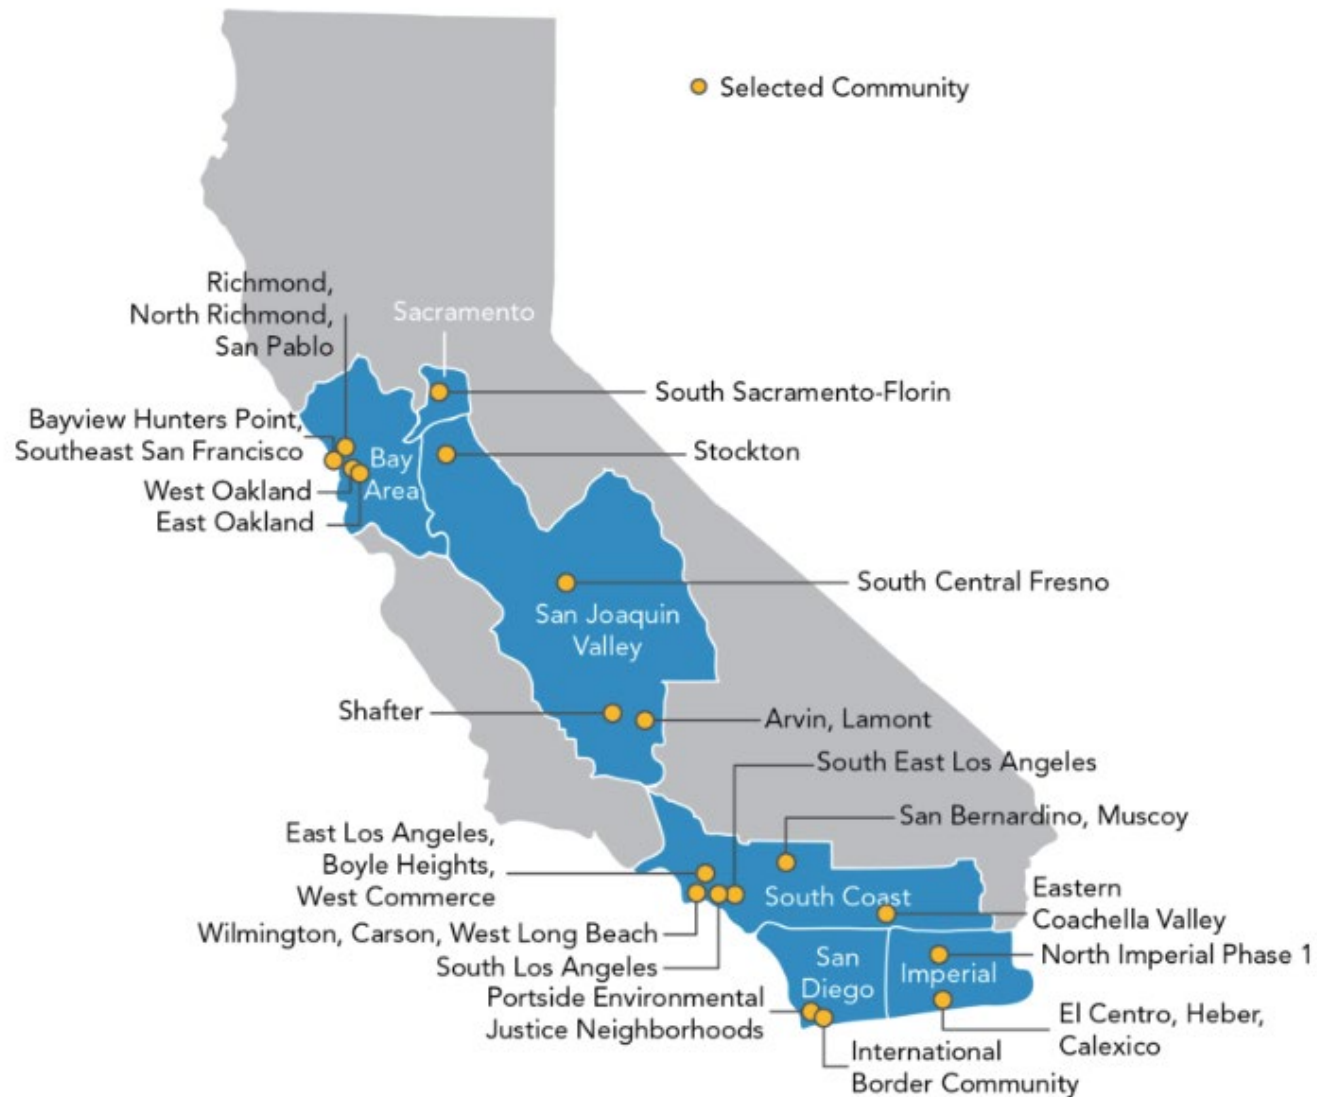 Selected Community
Richmond,
North Richmond,
San Pablo
Sacramento
South Sacramento-Florin
Bayview Hunters Point,
Southeast San Francisco
Bay
Area
Stockton
West Oakland
East Oakland
South Central Fresno
San Joaquin
Valley
Shafter
Arvin, Lamont
South East Los Angeles
San Bernardino, Muscoy
East Los Angeles,
Boyle Heights,
West Commerce
South Coast
Eastern
Coachella Valley
Wilmington, Carson, West Long Beach
South Los Angeles
San
Diego
Imperial
North Imperial Phase 1
Portside Environmental
Justice Neighborhoods
El Centro, Heber,
Calexico
International
Border Community